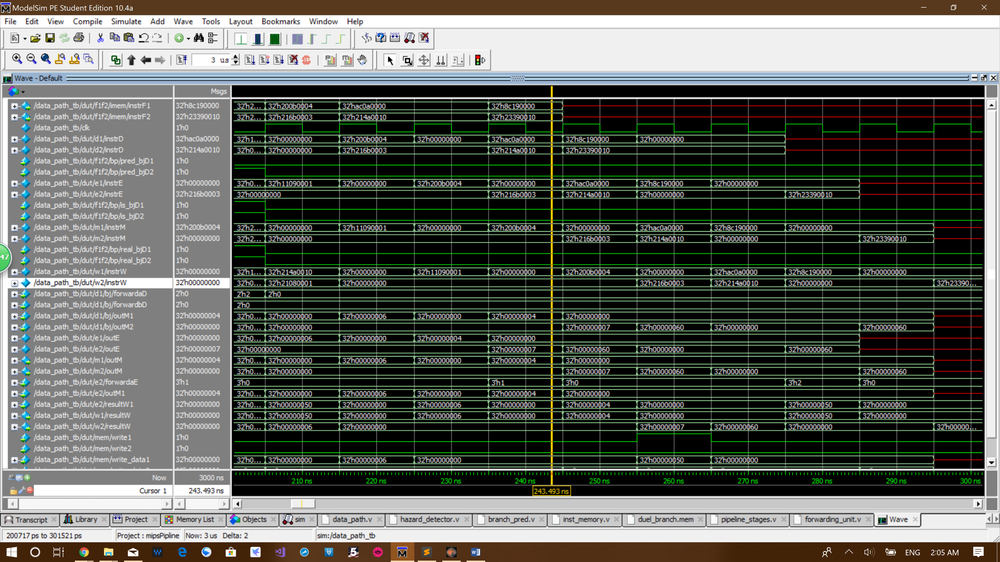 ModelSim PE Student Edition 10.4a
File Edit View Compile Simulate Add Wave Tools Layout Bookmarks Window Help
3 us
Wave - Default
Msgs
/data_path_tb/dut/f1f2/imem/instrF1 32'h8c190000 32'h2... 32'h200b0004 32'hac0a0000 32'h8c190000
/data_path_tb/dut/f1f2/imem/instrF2 32'h23390010 32'h2... 32'h216b0003 32'h214a0010 32'h23390010
/data_path_tb/clk 1'h0
/data_path_tb/dut/d1/instrD 32'hac0a0000 32'h1... 32'h00000000 32'h200b0004 32'h00000000 32'hac0a0000 32'h8c190000 32'h00000000
/data_path_tb/dut/d2/instrD 32'h214a0010 32'h0... 32'h00000000 32'h216b0003 32'h214a0010 32'h23390010
/data_path_tb/dut/f1f2/bp/pred_bjD1 1'h0
/data_path_tb/dut/f1f2/bp/pred_bjD2 1'h0
/data_path_tb/dut/e1/instrE 32'h00000000 32'h0... 32'h11090001 32'h00000000 32'h200b0004 32'h00000000 32'hac0a0000 32'h8c190000 32'h00000000
/data_path_tb/dut/e2/instrE 32'h216b0003 32'h00000000 32'h216b0003 32'h214a0010 32'h00000000 32'h23390010
/data_path_tb/dut/f1f2/bp/is_bjD1 1'h0
/data_path_tb/dut/f1f2/bp/is_bjD2 1'h0
/data_path_tb/dut/m1/instrM 32'h200b0004 32'h2... 32'h00000000 32'h11090001 32'h00000000 32'h200b0004 32'h00000000 32'hac0a0000 32'h8c190000 32'h00000000
/data_path_tb/dut/m2/instrM 32'h00000000 32'h2... 32'h00000000 32'h216b0003 32'h214a0010 32'h00000000 32'h23390010
/data_path_tb/dut/f1f2/bp/real_bjD1 1'h0
/data_path_tb/dut/f1f2/bp/real_bjD2 1'h0
47
/data_path_tb/dut/w1/instrW 32'h00000000 32'h1... 32'h214a0010 32'h00000000 32'h11090001 32'h00000000 32'h200b0004 32'h00000000 32'hac0a0000 32'h8c190000 32'h00000000
/data_path_tb/dut/w2/instrW 32'h00000000 32'h0... 32'h21080001 32'h00000000 32'h216b0003 32'h214a0010 32'h00000000 32'h23390...
/data_path_tb/dut/d1/bj/forwardaD 2'h0 2'h2 2'h0
/data_path_tb/dut/d1/bj/forwardbD 2'h0 2'h0
/data_path_tb/dut/d1/bj/outM1 32'h00000004 32'h0... 32'h00000000 32'h00000006 32'h00000000 32'h00000004 32'h00000000
/data_path_tb/dut/d1/bj/outM2 32'h00000000 32'h0... 32'h00000000 32'h00000007 32'h00000060 32'h00000000 32'h00000060
/data_path_tb/dut/e1/outE 32'h00000000 32'h0... 32'h00000006 32'h00000000 32'h00000004 32'h00000000
/data_path_tb/dut/e2/outE 32'h00000007 32'h00000000 32'h00000007 32'h00000060 32'h00000000 32'h00000060
/data_path_tb/dut/m1/outM 32'h00000004 32'h0... 32'h00000000 32'h00000006 32'h00000000 32'h00000004 32'h00000000
/data_path_tb/dut/m2/outM 32'h00000000 32'h0... 32'h00000000 32'h00000007 32'h00000060 32'h00000000 32'h00000060
/data_path_tb/dut/e2/forwardaE 3'h1 3'h0 3'h1 3'h0 3'h2 3'h0
/data_path_tb/dut/e2/outM1 32'h00000004 32'h0... 32'h00000000 32'h00000006 32'h00000000 32'h00000004 32'h00000000
/data_path_tb/dut/e2/resultW1 32'h00000000 32'h0... 32'h00000050 32'h00000000 32'h00000006 32'h00000000 32'h00000004 32'h00000000 32'h00000050 32'h00000000
/data_path_tb/dut/w1/resultW 32'h00000000 32'h0... 32'h00000050 32'h00000000 32'h00000006 32'h00000000 32'h00000004 32'h00000000 32'h00000050 32'h00000000
/data_path_tb/dut/w2/resultW 32'h00000000 32'h0... 32'h00000006 32'h00000000 32'h00000007 32'h00000060 32'h00000000 32'h00000...
/data_path_tb/dut/mem/write1 1'h0
/data_path_tb/dut/mem/write2 1'h0
/data_path_tb/dut/mem/write_data1 32'h00000000 32'h0... 32'h00000000 32'h00000006 32'h00000000 32'h00000050 32'h00000000
Now 3000 ns 210 ns 220 ns 230 ns 240 ns 250 ns 260 ns 270 ns 280 ns 290 ns 300 ns
Cursor 1 243.493 ns 243.493 ns
Transcript Library Project Memory List Objects sim data_path.v hazard_detector.v branch_pred.v inst_memory.v duel_branch.mem pipeline_stages.v forwarding_unit.v Wave
200717 ps to 301521 ps Project : mipsPipline Now: 3 us Delta: 2 sim:/data_path_tb
ENG 2:05 AM